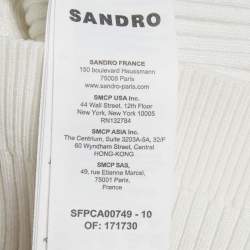 SANDRO
SANDRO FRANCE
150 boulevard Haussmann
75008 Paris
www.sandro-paris.com
SMCP USA Inc.
44 Wall Street, 12th Floor
New York, New York 10005
RN132784
SMCP ASIA Inc.
The Centrium, Suite 3203A-5A, 32/F
60 Wyndham Street, Central
HONG-KONG
SMCP SAS,
49, rue Etienne Marcel,
75001 Paris,
France
SFPCA00749 - 10
OF: 171730